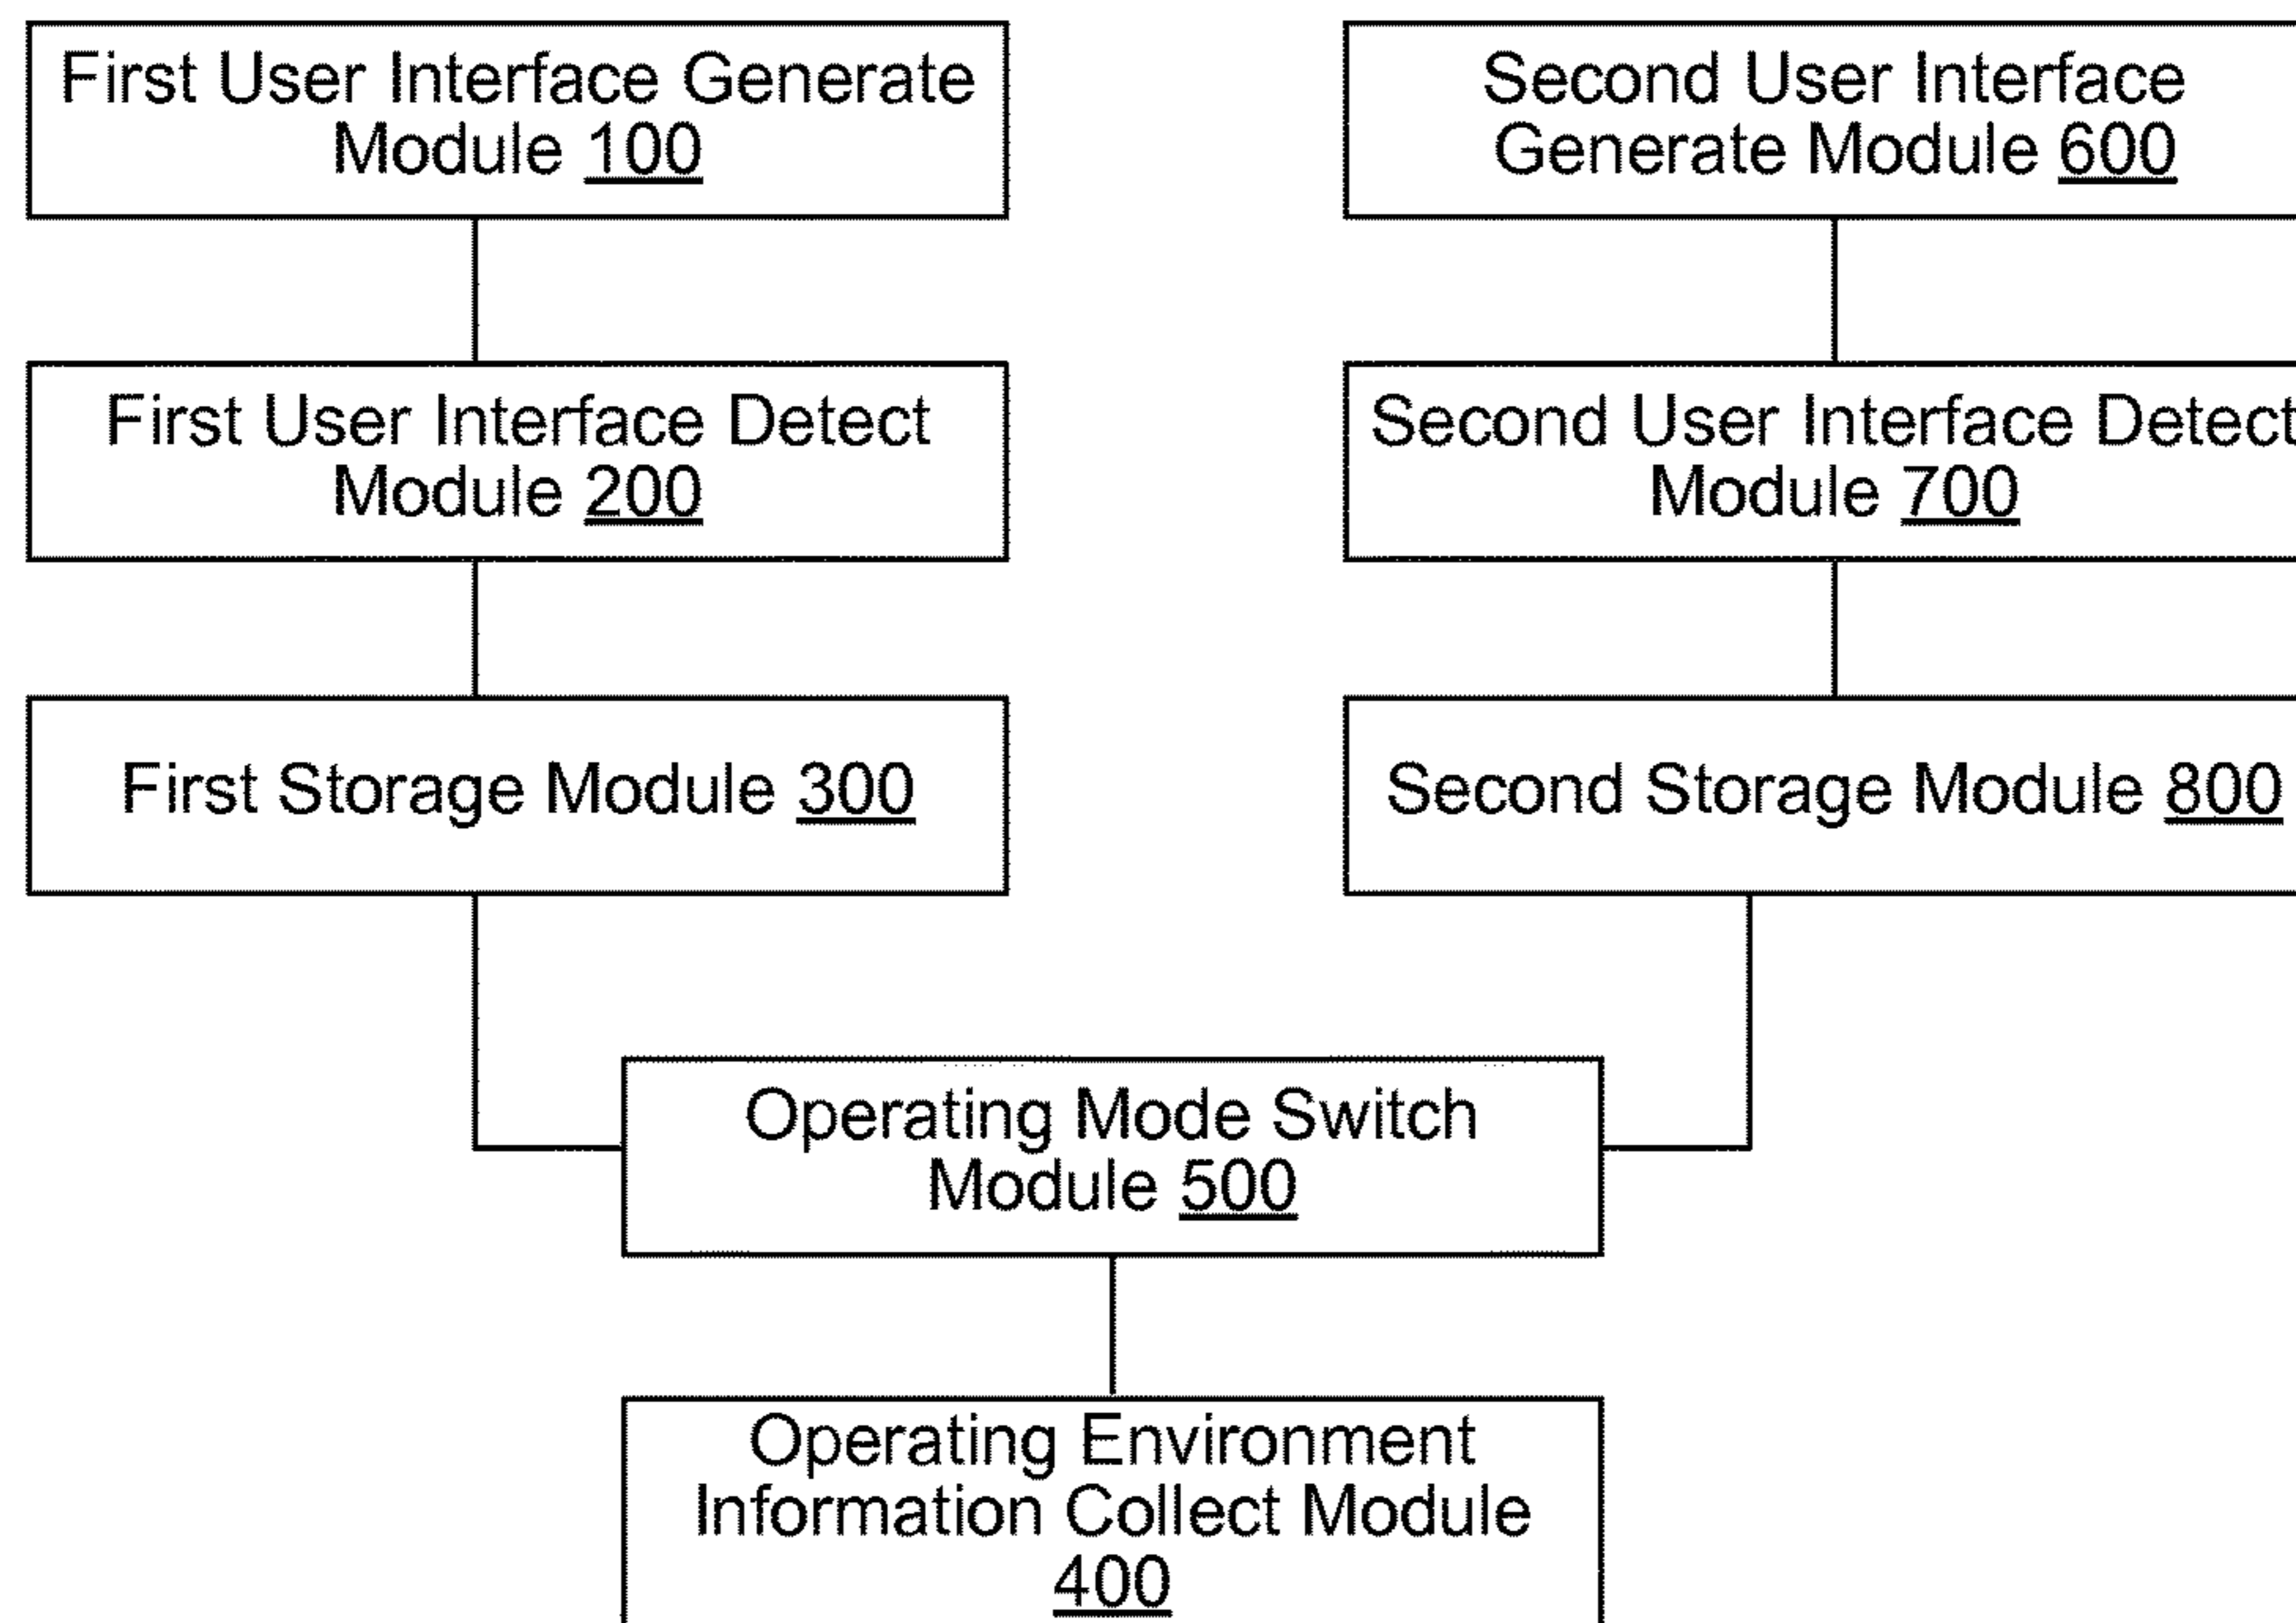 First User Interface Generate
Module 100
Second User Interface
Generate Module 600
First User Interface Detect
Module 200
Second User Interface Detect
Module 700
First Storage Module 300
Second Storage Module 800
Operating Mode Switch
Module 500
Operating Environment
Information Collect Module
400